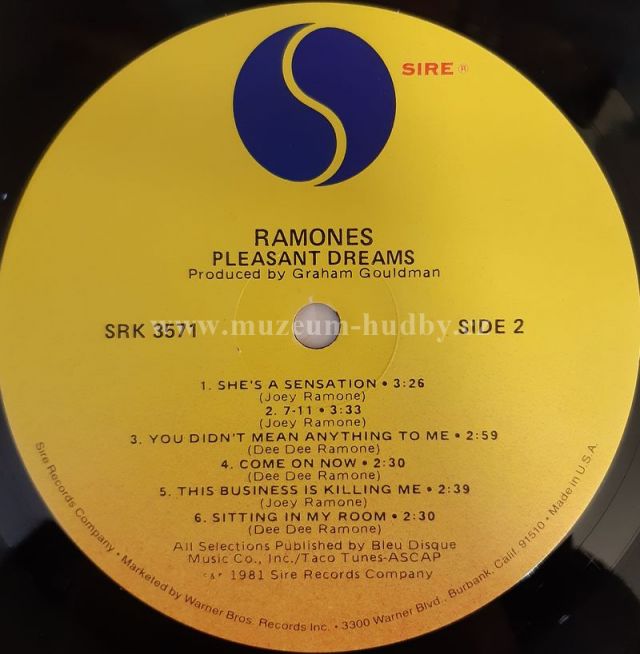 SIRE ®
RAMONES
PLEASANT DREAMS
Produced by Graham Gouldman
SRK 3571
www.muzeum-hudby.
SIDE 2
1. SHE'S A SENSATION • 3:26
(Joey Ramone)
2. 7-11 • 3:33
(Joey Ramone)
3. YOU DIDN'T MEAN ANYTHING TO ME • 2:59
(Dee Dee Ramone)
4. COME ON NOW • 2:30
(Dee Dee Ramone)
5. THIS BUSINESS IS KILLING ME • 2:39
(Joey Ramone)
6. SITTING IN MY ROOM • 2:30
(Dee Dee Ramone)
All Selections Published by Bleu Disque
Music Co., Inc./Taco Tunes-ASCAP
1981 Sire Records Company
Sire Records Company • Marketed by Warner Bros. Records Inc. • 3300 Warner Blvd., Burbank, Calif. 91510 • Made in U.S.A.